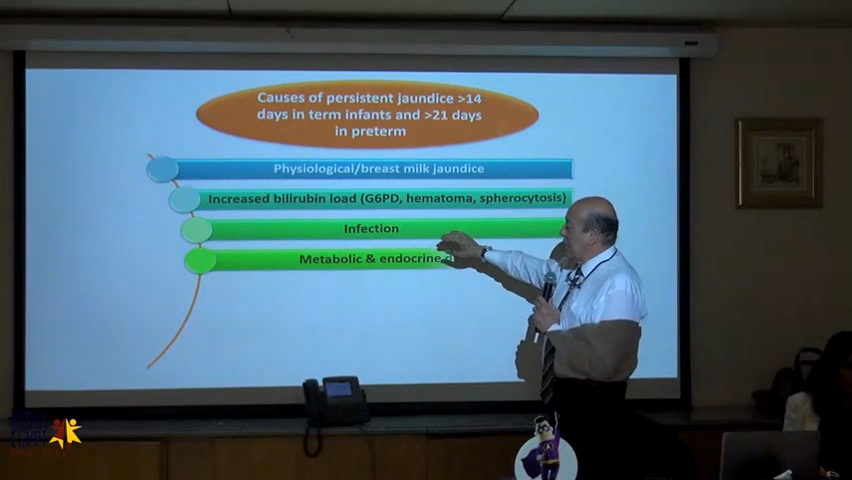 Causes of persistent jaundice >14
days in term infants and >21 days
in preterm
Physiological/breast milk jaundice
Increased bilirubin load (G6PD, hematoma, spherocytosis)
Infection
Metabolic & endocrine
EGYPT